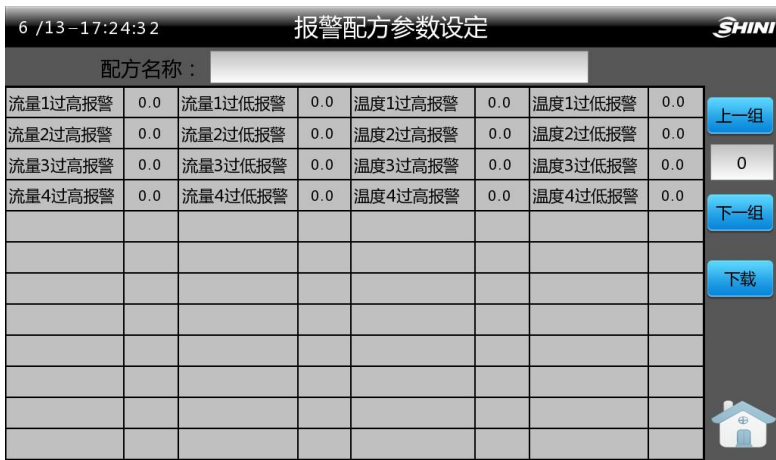 6 /13-17:24:32 报警配方参数设定 SHINI
配方名称：
流量1过高报警 0.0 流量1过低报警 0.0 温度1过高报警 0.0 温度1过低报警 0.0
上一组
流量2过高报警 0.0 流量2过低报警 0.0 温度2过高报警 0.0 温度2过低报警 0.0
流量3过高报警 0.0 流量3过低报警 0.0 温度3过高报警 0.0 温度3过低报警 0.0
0
流量4过高报警 0.0 流量4过低报警 0.0 温度4过高报警 0.0 温度4过低报警 0.0
下一组
下载